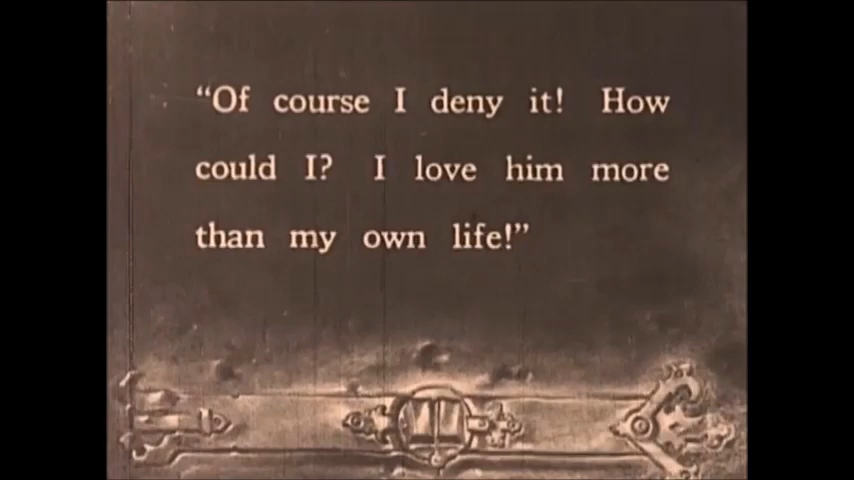 “Of course I deny it! How
could I? I love him more
than my own life!”